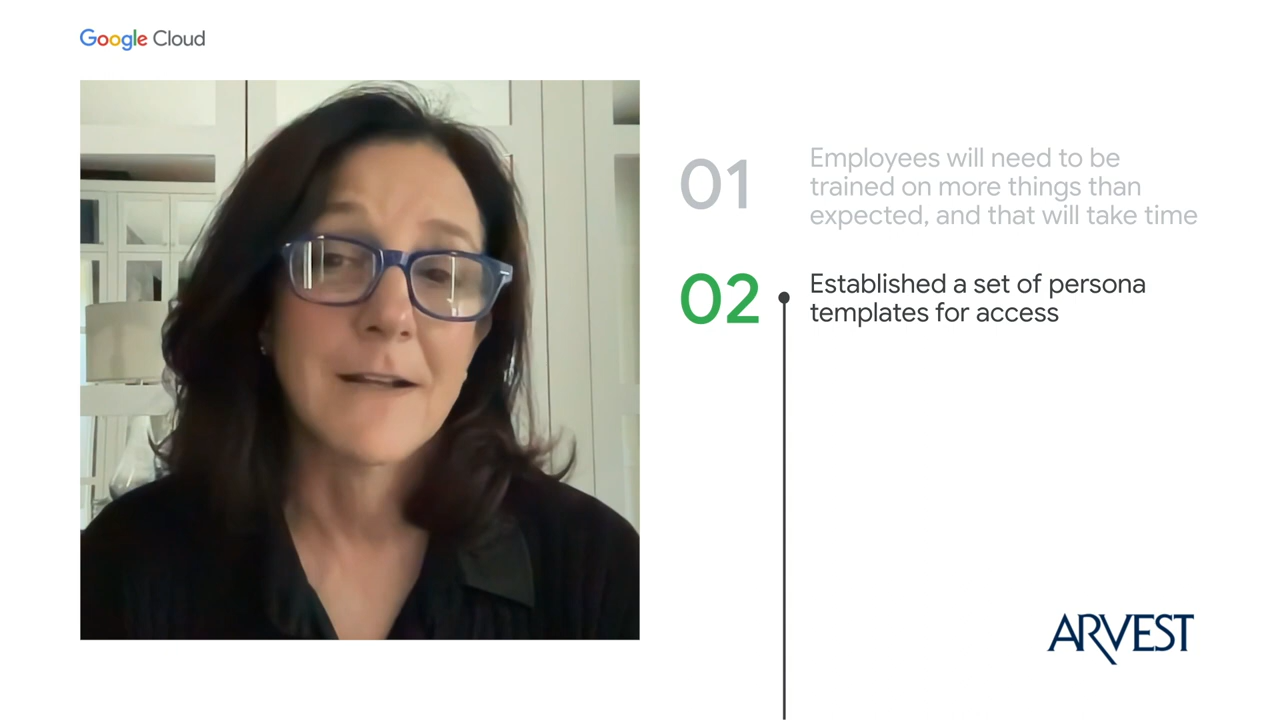 Google Cloud
01
Employees will need to be
trained on more things than
expected, and that will take time
02
Established a set of persona
templates for access
ARVEST